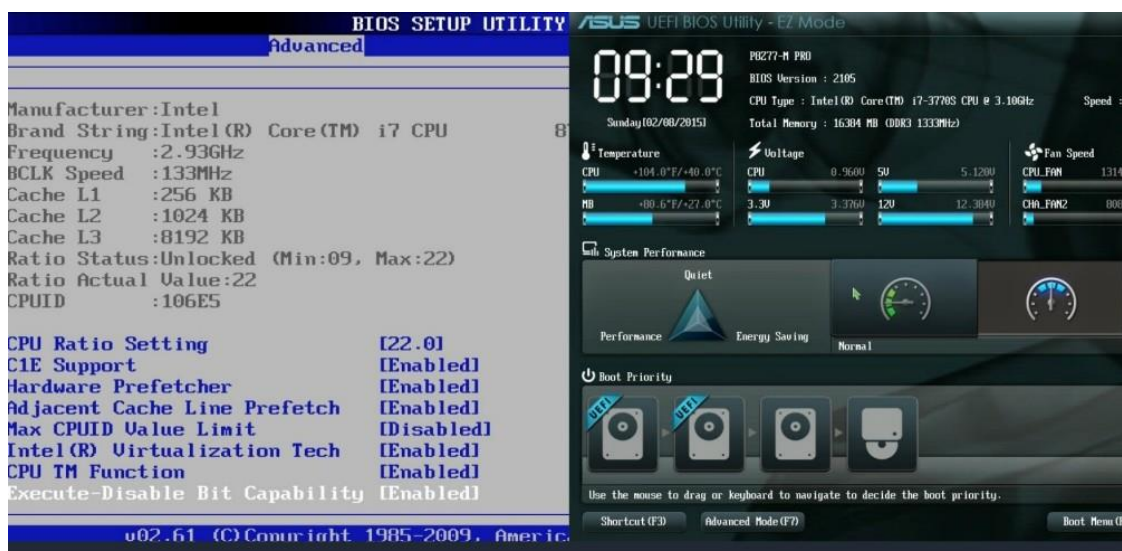 BIOS SETUP UTILITY
Advanced
Manufacturer:Intel
Brand String:Intel(R) Core(TM) i7 CPU 8
Frequency :2.93GHz
BCLK Speed :133MHz
Cache L1 :256 KB
Cache L2 :1024 KB
Cache L3 :8192 KB
Ratio Status:Unlocked (Min:09, Max:22)
Ratio Actual Value:22
CPUID :106E5
CPU Ratio Setting [22.0]
C1E Support [Enabled]
Hardware Prefetcher [Enabled]
Adjacent Cache Line Prefetch [Enabled]
Max CPUID Value Limit [Disabled]
Intel(R) Virtualization Tech [Enabled]
CPU TM Function [Enabled]
Execute-Disable Bit Capability [Enabled]
v02.61 (C)Copyright 1985-2009, Americ
ASUS UEFI BIOS Utility - EZ Mode
09:29
Sunday[02/08/2015]
P8Z77-M PRO
BIOS Version : 2105
CPU Type : Intel(R) Core(TM) i7-3770S CPU @ 3.10GHz Speed :
Total Memory : 16384 MB (DDR3 1333MHz)
Temperature
CPU +104.0°F/+40.0°C
MB +80.6°F/+27.0°C
Voltage
CPU 0.960V 5V 5.120V
3.3V 3.376V 12V 12.384V
Fan Speed
CPU_FAN 1314
CHA_FAN2 808
System Performance
Quiet
Performance
Energy Saving
Normal
Boot Priority
UEFI
UEFI
Use the mouse to drag or keyboard to navigate to decide the boot priority.
Shortcut(F3) Advanced Mode(F7) Boot Menu(F